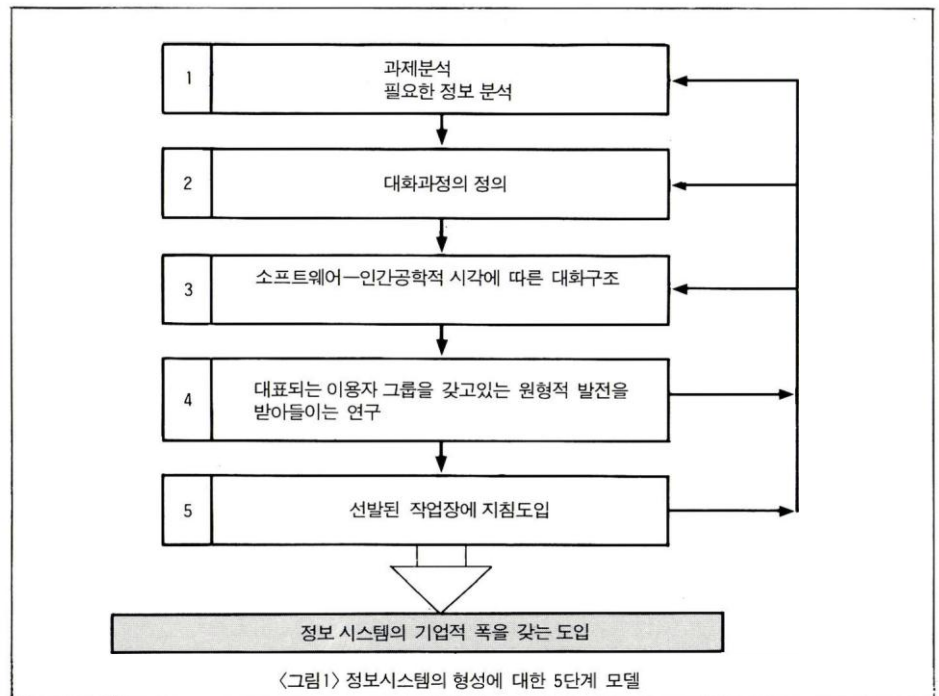 1
과제분석
필요한 정보 분석
2
대화과정의 정의
3
소프트웨어―인간공학적 시각에 따른 대화구조
4
대표되는 이용자 그룹을 갖고있는 원형적 발전을
받아들이는 연구
5
선발된 작업장에 지침도입
정보 시스템의 기업적 폭을 갖는 도입
〈그림1〉 정보시스템의 형성에 대한 5단계 모델